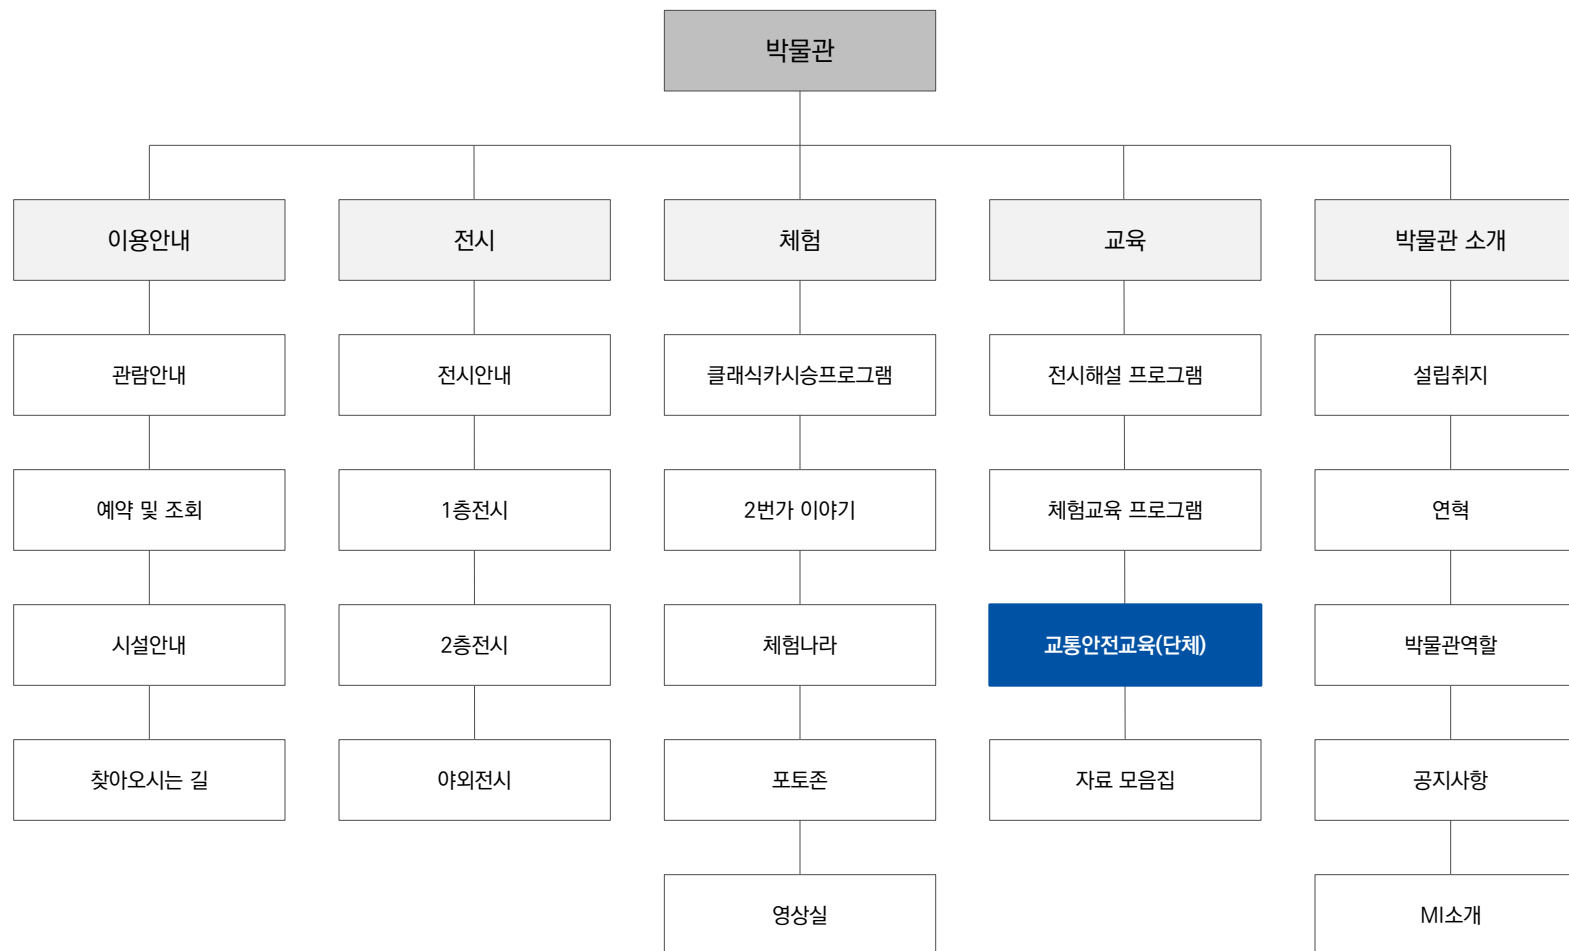 박물관
이용안내
전시
체험
교육
박물관 소개
관람안내
전시안내
클래식카시승프로그램
전시해설 프로그램
설립취지
예약 및 조회
1층전시
2번가 이야기
체험교육 프로그램
연혁
시설안내
2층전시
체험나라
교통안전교육(단체)
박물관역할
찾아오시는 길
야외전시
포토존
자료 모음집
공지사항
영상실
MI소개